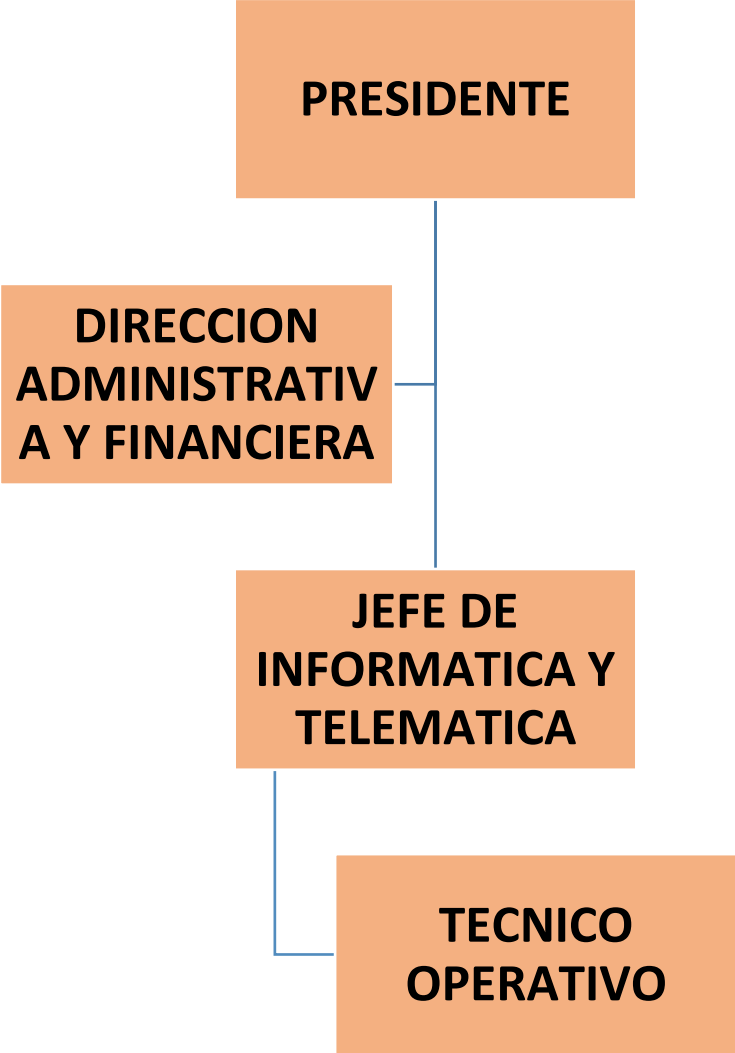 PRESIDENTE
DIRECCION
ADMINISTRATIV
A Y FINANCIERA
JEFE DE
INFORMATICA Y
TELEMATICA
TECNICO
OPERATIVO